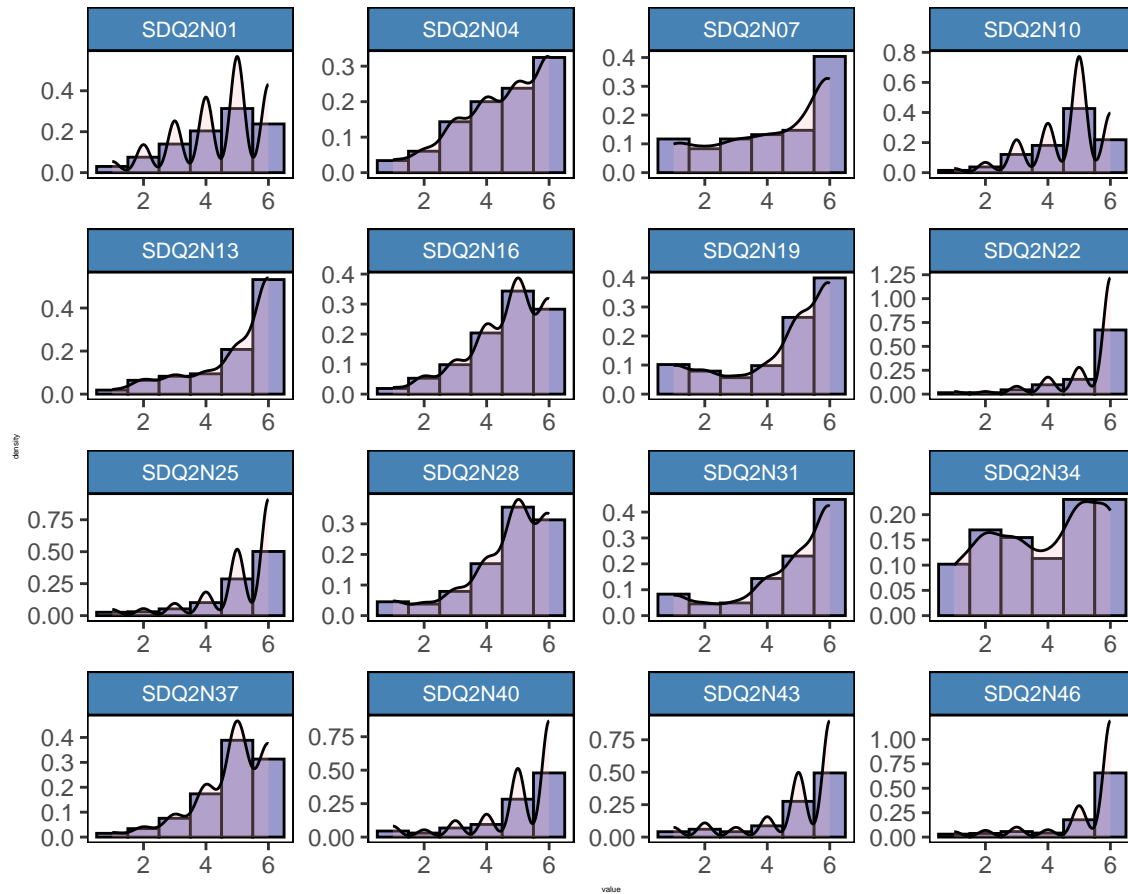 SDQ2N01 SDQ2N04 SDQ2N07 SDQ2N10
0.4 0.2 0.0 2 4 6
0.3 0.2 0.1 0.0 2 4 6
0.4 0.3 0.2 0.1 0.0 2 4 6
0.8 0.6 0.4 0.2 0.0 2 4 6
SDQ2N13 SDQ2N16 SDQ2N19 SDQ2N22
0.4 0.2 0.0 2 4 6
0.4 0.3 0.2 0.1 0.0 2 4 6
0.4 0.3 0.2 0.1 0.0 2 4 6
1.25 1.00 0.75 0.50 0.25 0.00 2 4 6
density
SDQ2N25 SDQ2N28 SDQ2N31 SDQ2N34
0.75 0.50 0.25 0.00 2 4 6
0.3 0.2 0.1 0.0 2 4 6
0.4 0.3 0.2 0.1 0.0 2 4 6
0.20 0.15 0.10 0.05 0.00 2 4 6
SDQ2N37 SDQ2N40 SDQ2N43 SDQ2N46
0.4 0.3 0.2 0.1 0.0 2 4 6
0.75 0.50 0.25 0.00 2 4 6
0.75 0.50 0.25 0.00 2 4 6
1.00 0.75 0.50 0.25 0.00 2 4 6
value